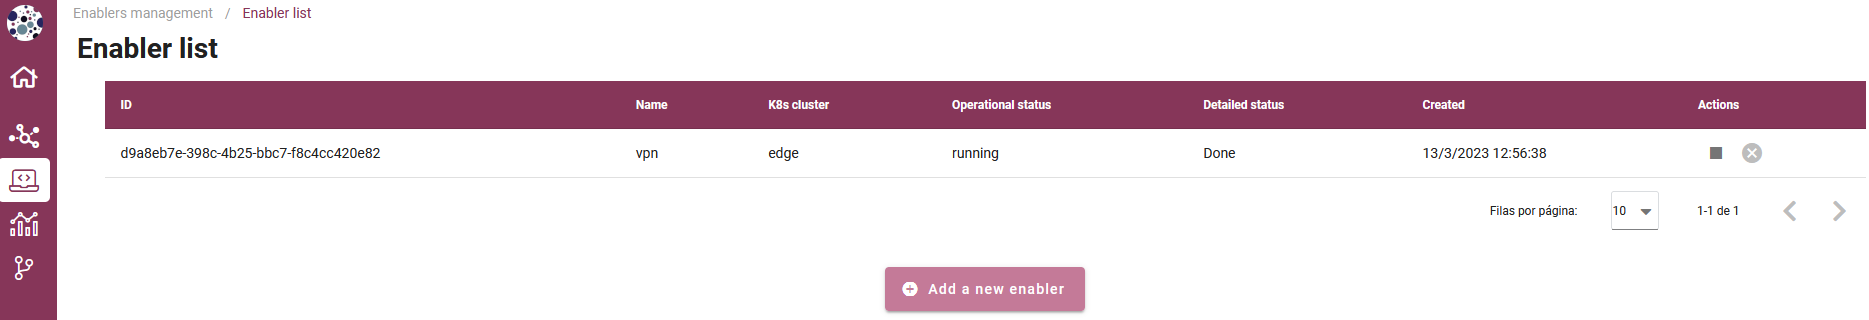 Enablers management / Enabler list
Enabler list
ID Name K8s cluster Operational status Detailed status Created Actions
d9a8eb7e-398c-4b25-bbc7-f8c4cc420e82 vpn edge running Done 13/3/2023 12:56:38
Filas por página: 10 1-1 de 1
Add a new enabler